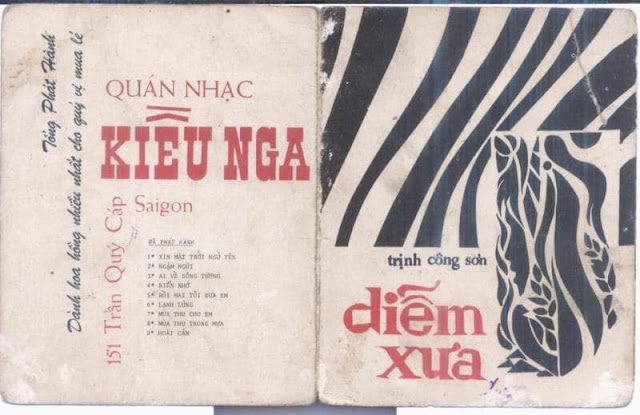 Tổng Phát Hành
Dành hoa hồng nhiều nhất cho quý vị mua lẻ
QUÁN NHẠC
KIỀU NGA
151 Trần Quý Cáp Saigon
ĐÃ PHÁT HÀNH
1* XIN MẶT TRỜI NGỦ YÊN
2* NGẬM NGÙI
3* AI VỀ SÔNG TƯƠNG
4* BIỂN NHỚ
5* RỒI MAI TÔI ĐƯA EM
6* LẠNH LÙNG
7* MÙA THU CHO EM
8* MÙA THU TRONG MƯA
9* HOÀI CẢM
trịnh công sơn
diễm
xưa